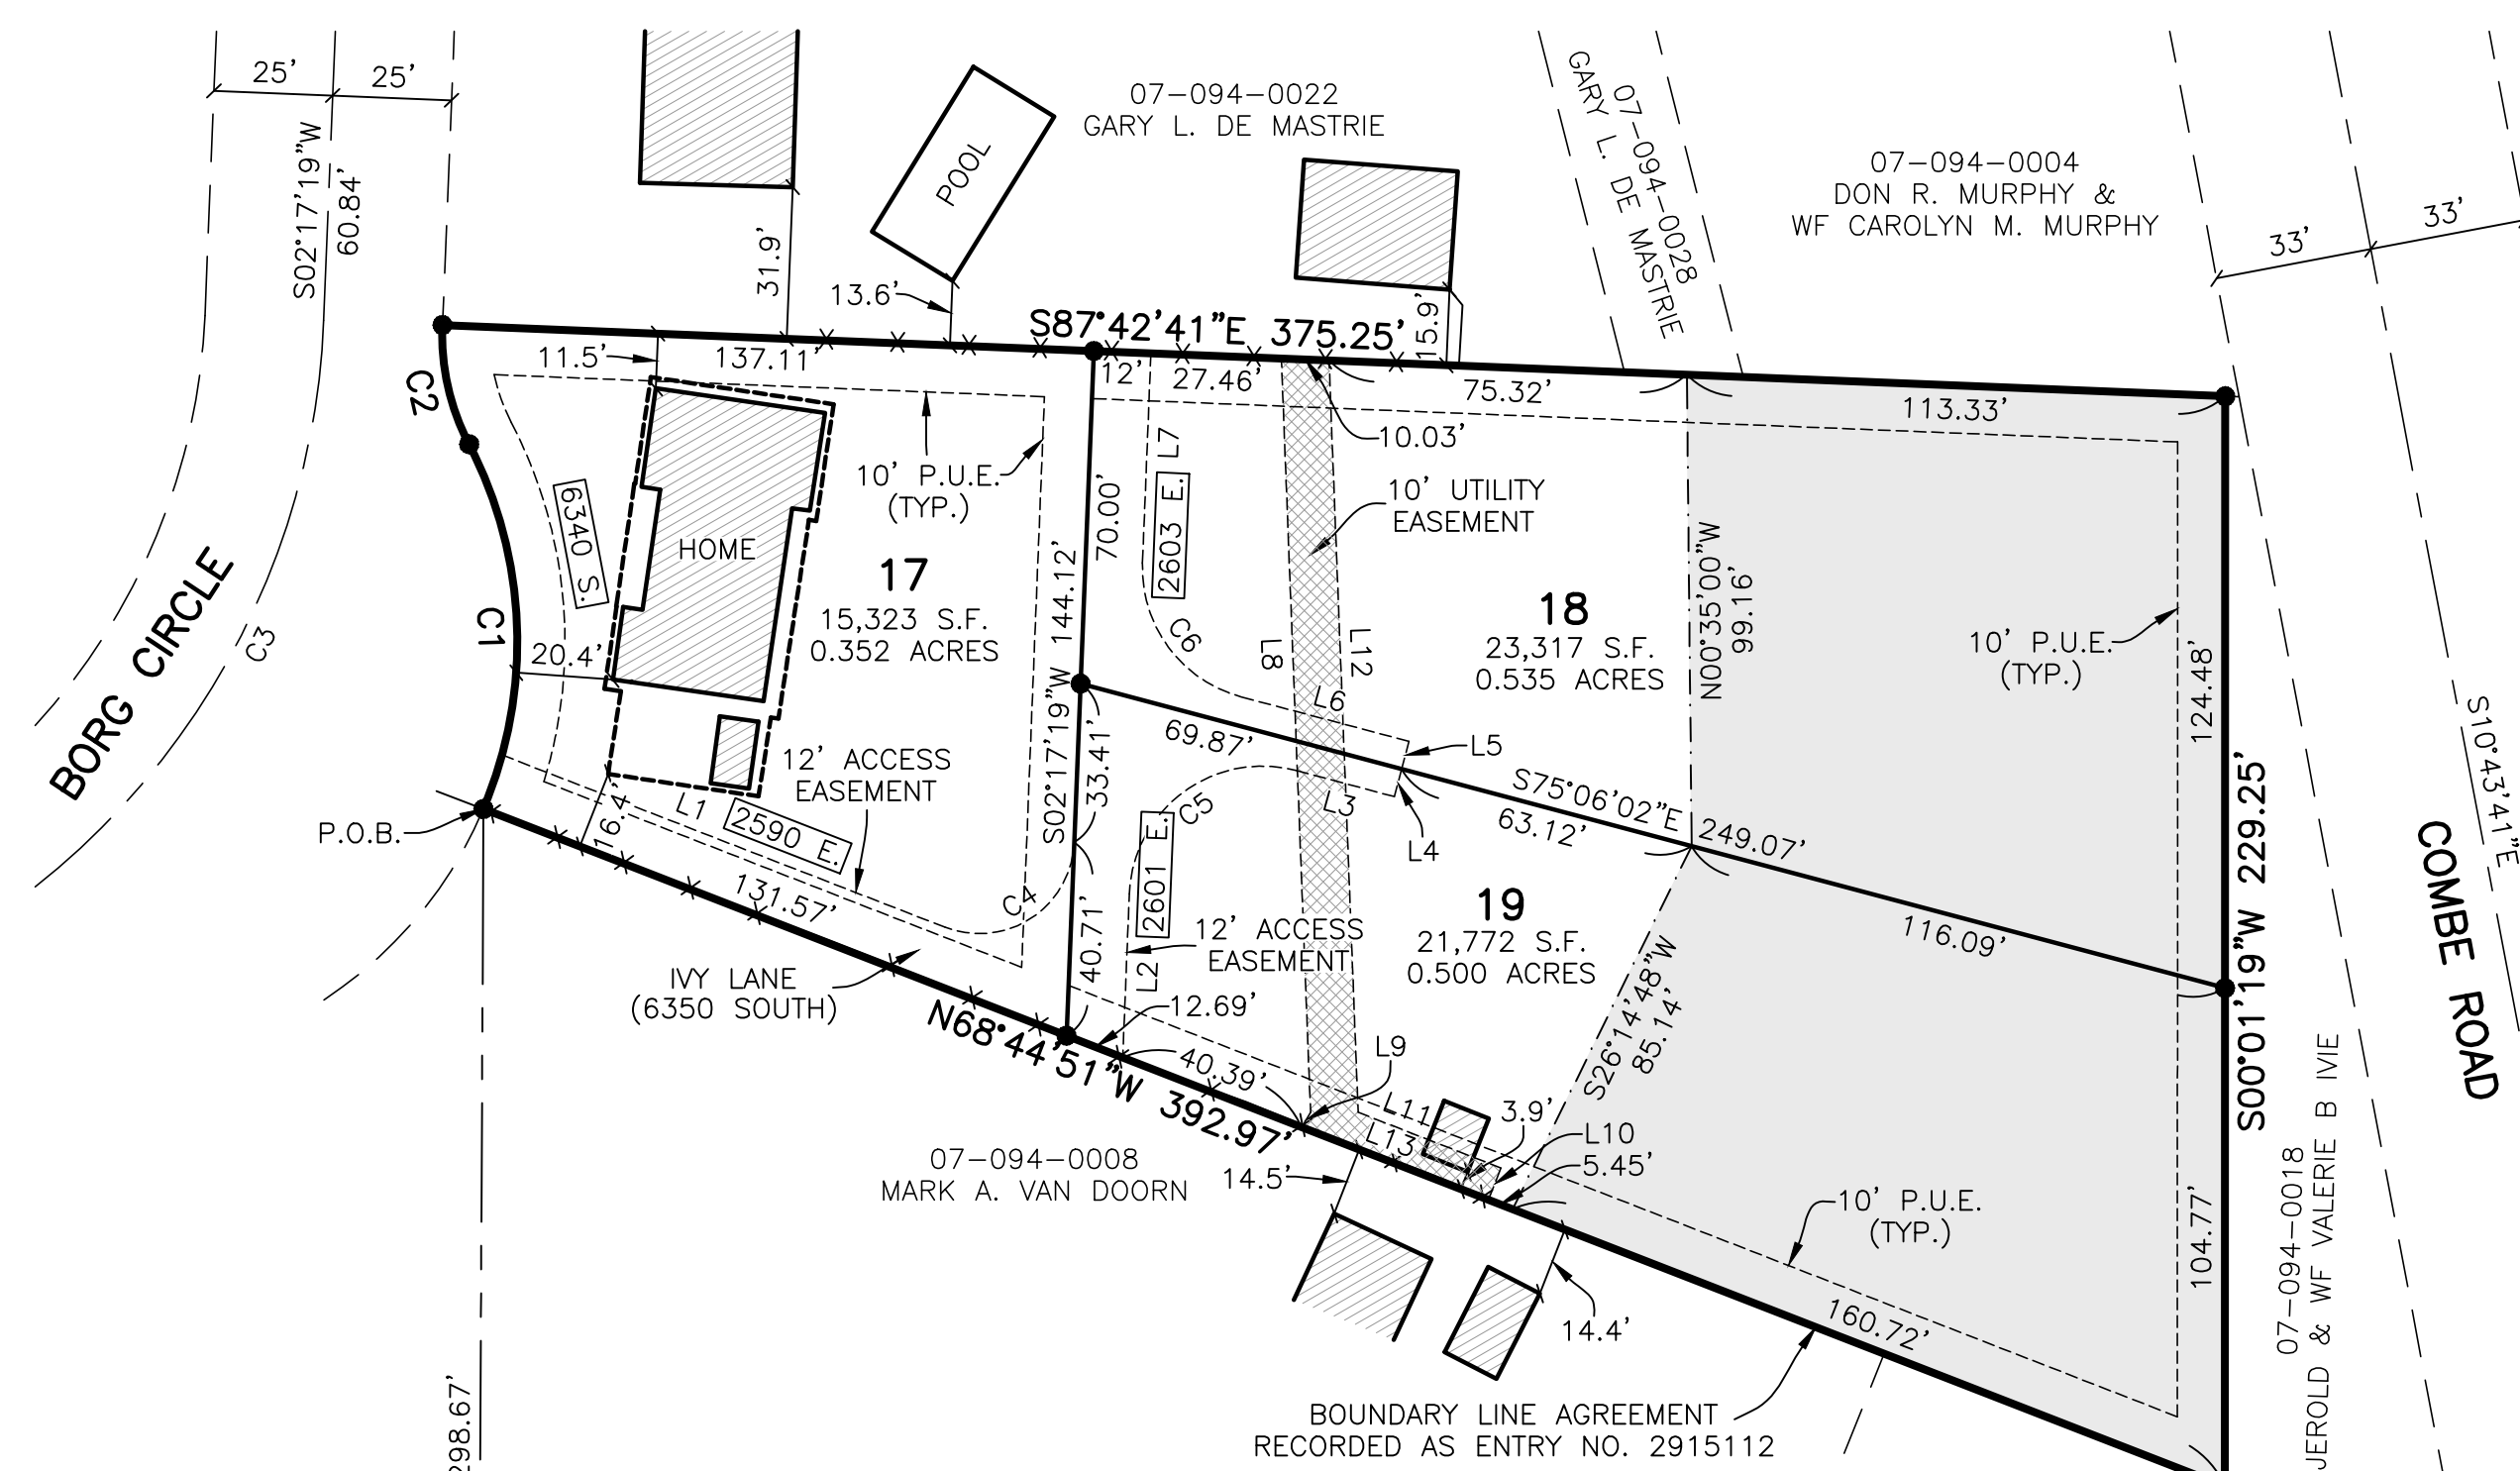 25'
25'
S02°17'19"W
60.84'
31.9'
POOL
13.6'
07-094-0022
GARY L. DE MASTRIE
07-094-0028
GARY L. DE MASTRIE
07-094-0004
DON R. MURPHY &
WF CAROLYN M. MURPHY
33'
33'
S87°42'41"E 375.25'
15.9'
11.5'
137.11'
12'
27.46'
75.32'
113.33'
10.03'
C2
C1
C3
BORG CIRCLE
6340 S.
HOME
20.4'
10' P.U.E.
(TYP.)
17
15,323 S.F.
0.352 ACRES
S02°17'19"W 144.12'
70.00'
L7
2603 E.
C6
10' UTILITY
EASEMENT
L8
L12
18
23,317 S.F.
0.535 ACRES
N00°35'00"W
99.16'
10' P.U.E.
(TYP.)
124.48'
L6
L5
69.87'
33.41'
S75°06'02"E 249.07'
63.12'
L3
L4
C5
12' ACCESS
EASEMENT
P.O.B.
16.4'
L1
2590 E.
131.57'
C4
40.71'
2601 E.
L2
12' ACCESS
EASEMENT
19
21,772 S.F.
0.500 ACRES
116.09'
S26°14'48"W
85.14'
S00°01'19"W 229.25'
S10°43'41"E
COMBE ROAD
IVY LANE
(6350 SOUTH)
12.69'
N68°44'51"W 392.97'
40.39'
L9
L11
L13
3.9'
L10
5.45'
14.5'
07-094-0008
MARK A. VAN DOORN
10' P.U.E.
(TYP.)
104.77'
07-094-0018
JEROLD & WF VALERIE B IVIE
14.4'
160.72'
298.67'
BOUNDARY LINE AGREEMENT
RECORDED AS ENTRY NO. 2915112